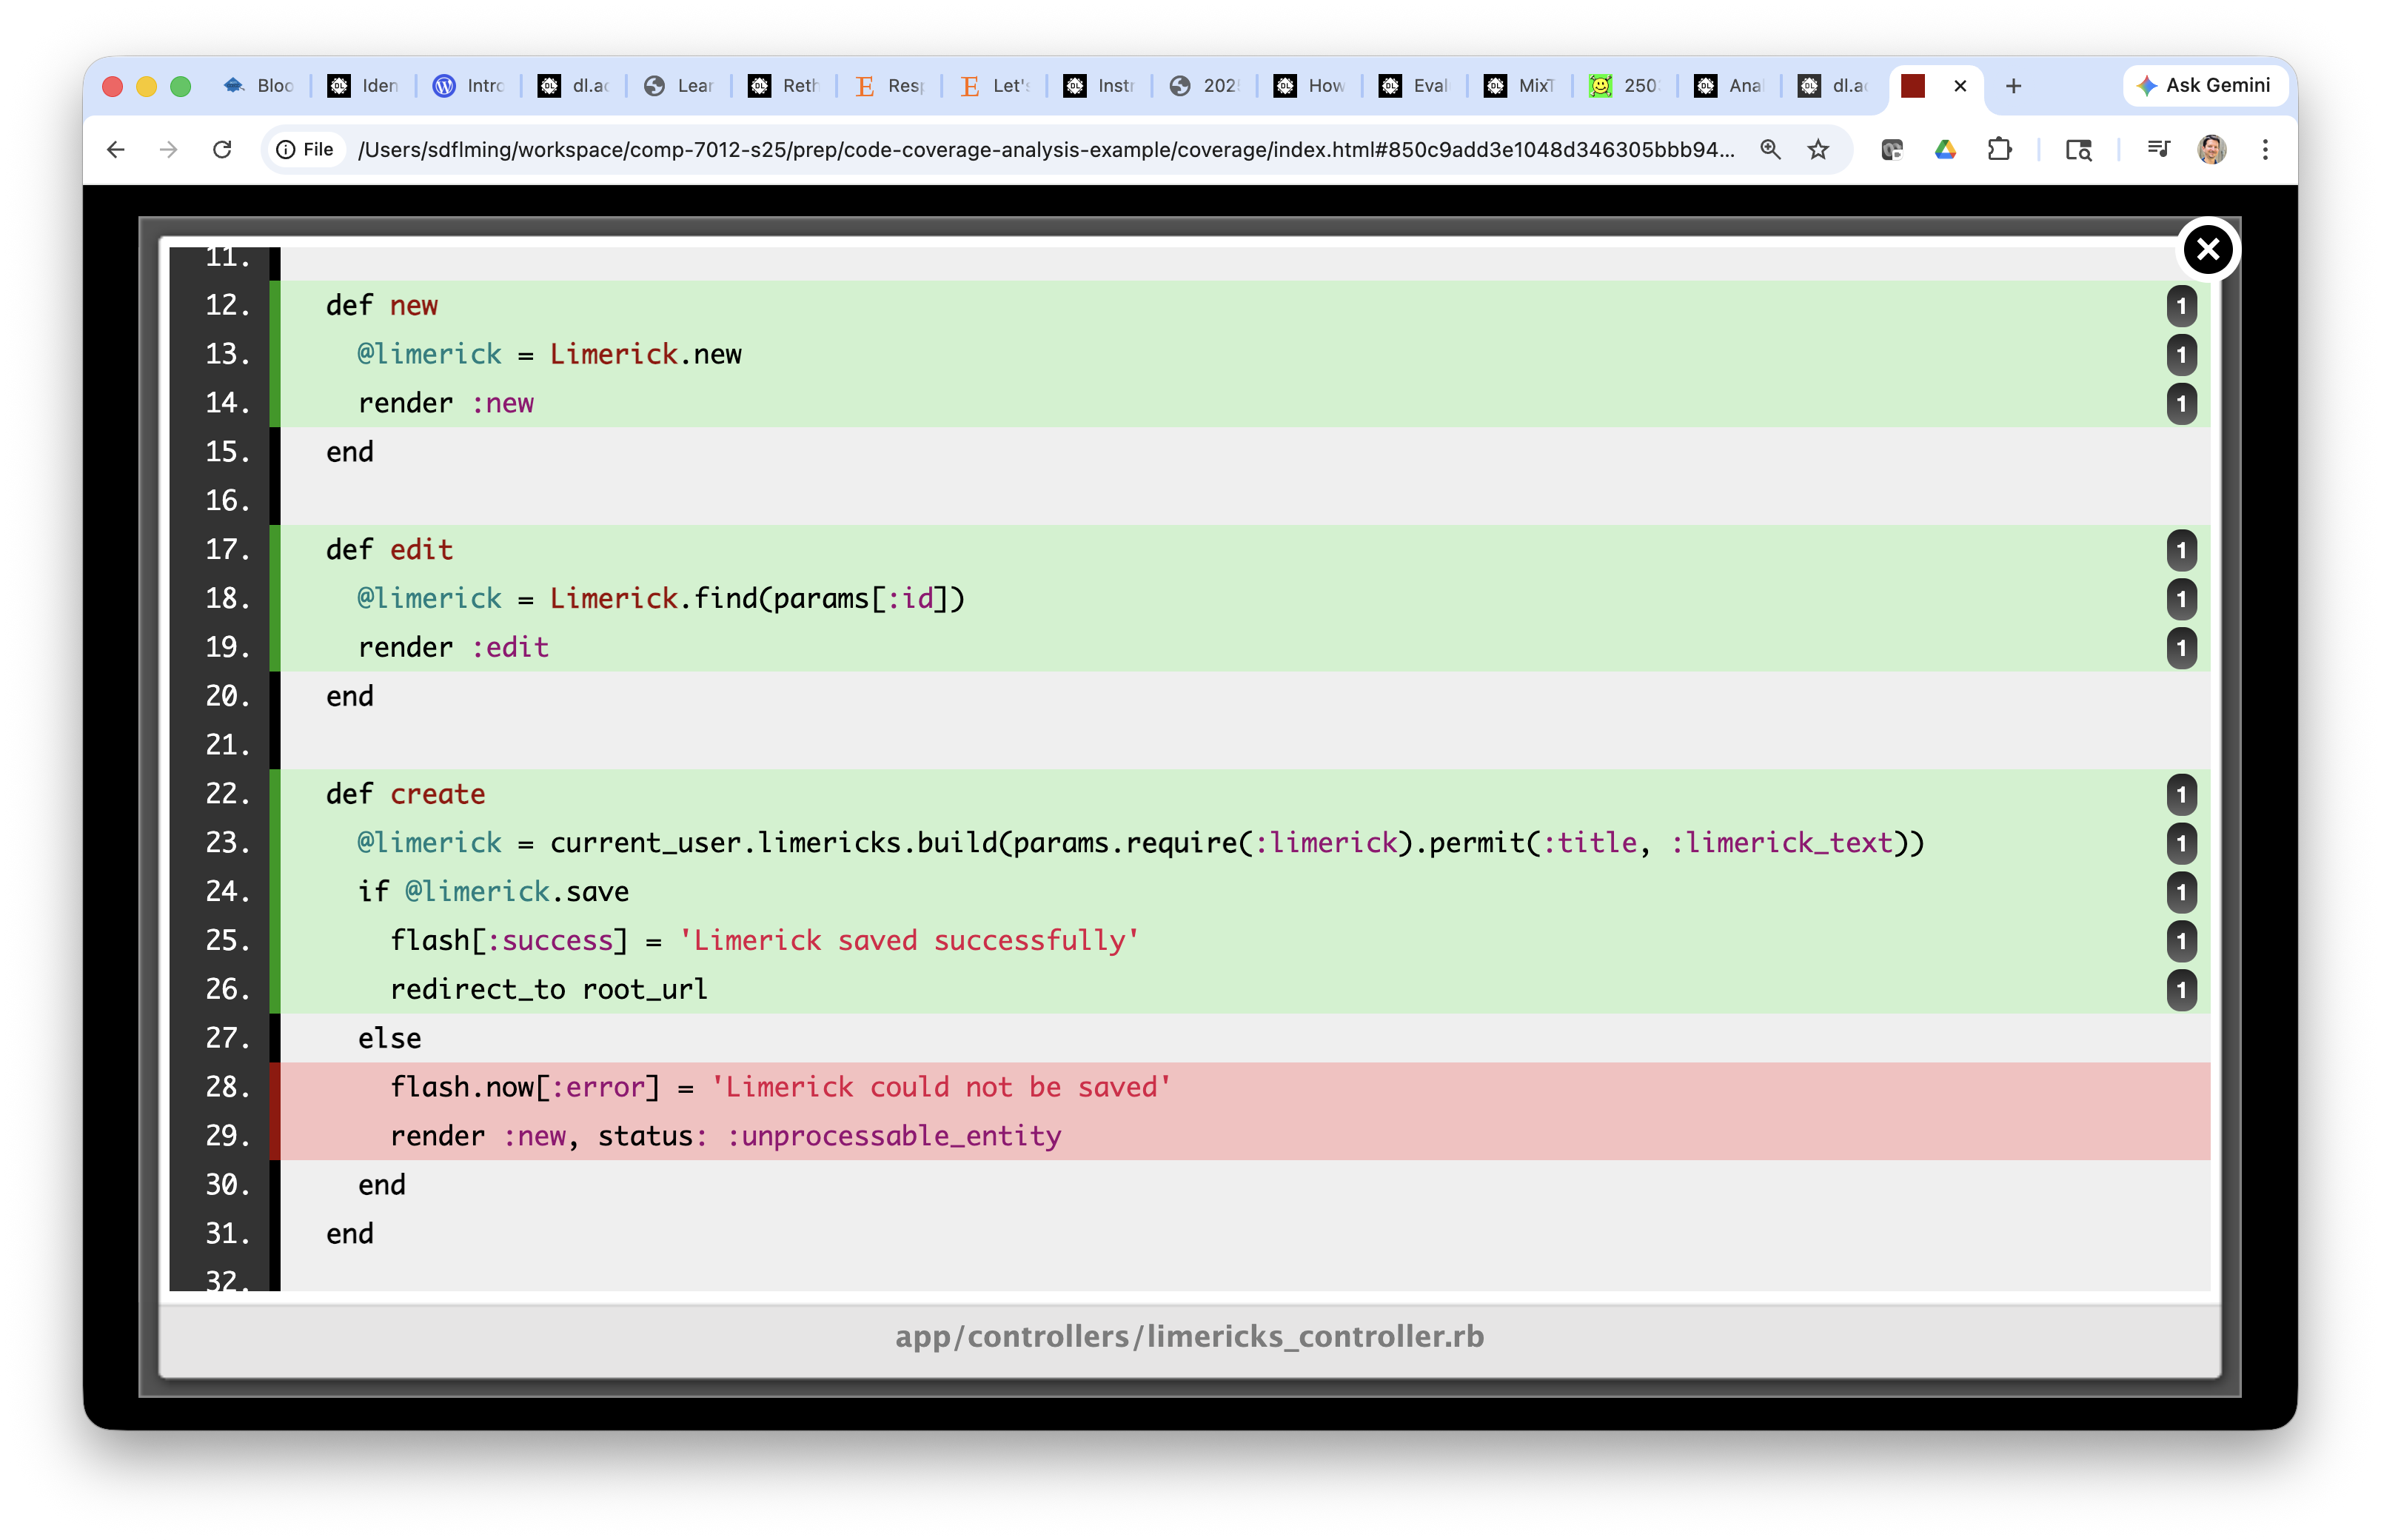 Bloo
Iden
Intro
dl.ac
Lear
Reth
Resp
Let's
Instr
202
How
Eval
MixT
250
Ana
dl.ac
Ask Gemini
File
/Users/sdflming/workspace/comp-7012-s25/prep/code-coverage-analysis-example/coverage/index.html#850c9add3e1048d346305bbb94...
11.
12. def new 1
13. @limerick = Limerick.new 1
14. render :new 1
15. end
16.
17. def edit 1
18. @limerick = Limerick.find(params[:id]) 1
19. render :edit 1
20. end
21.
22. def create 1
23. @limerick = current_user.limericks.build(params.require(:limerick).permit(:title, :limerick_text)) 1
24. if @limerick.save 1
25. flash[:success] = 'Limerick saved successfully' 1
26. redirect_to root_url 1
27. else
28. flash.now[:error] = 'Limerick could not be saved'
29. render :new, status: :unprocessable_entity
30. end
31. end
32.
app/controllers/limericks_controller.rb